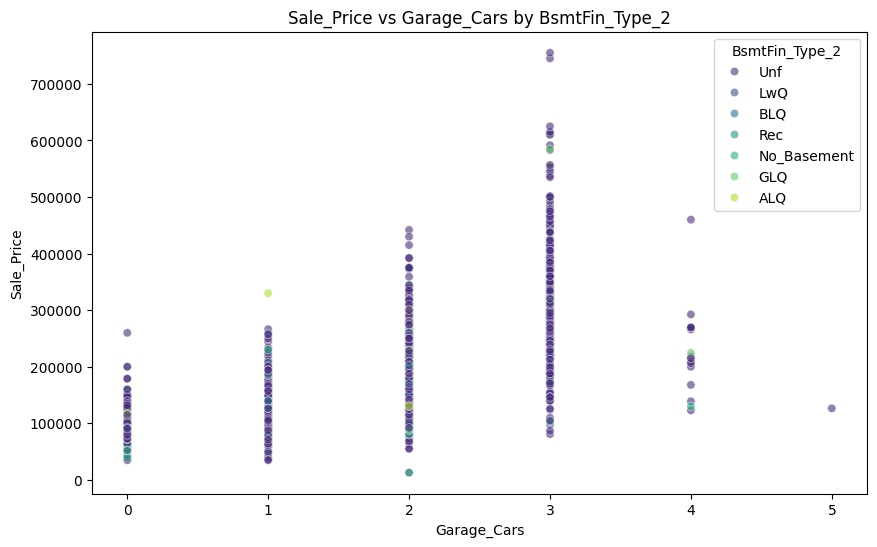 Sale_Price vs Garage_Cars by BsmtFin_Type_2
BsmtFin_Type_2
Unf
LwQ
BLQ
Rec
No_Basement
GLQ
ALQ
Sale_Price
700000
600000
500000
400000
300000
200000
100000
0
0 1 2 3 4 5
Garage_Cars